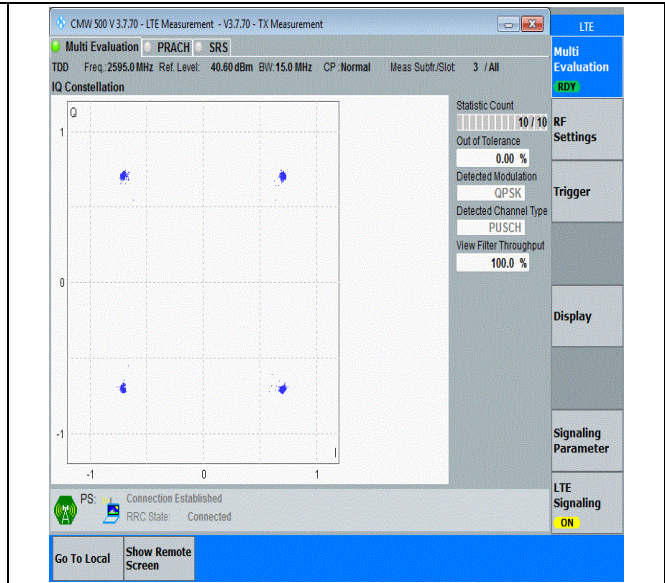 CMW 500 V 3.7.70 - LTE Measurement - V3.7.70 - TX Measurement
LTE
Multi Evaluation PRACH SRS
Multi
Evaluation
RDY
TDD Freq.:2595.0 MHz Ref. Level: 40.60 dBm BW:15.0 MHz CP :Normal Meas Subfr./Slot: 3 / All
IQ Constellation
Q
1
0
-1
I
-1 0 1
Statistic Count
10 / 10
Out of Tolerance
0.00 %
Detected Modulation
QPSK
Detected Channel Type
PUSCH
View Filter Throughput
100.0 %
RF
Settings
Trigger
Display
Signaling
Parameter
LTE
Signaling
ON
PS: Connection Established
RRC State: Connected
Go To Local
Show Remote
Screen